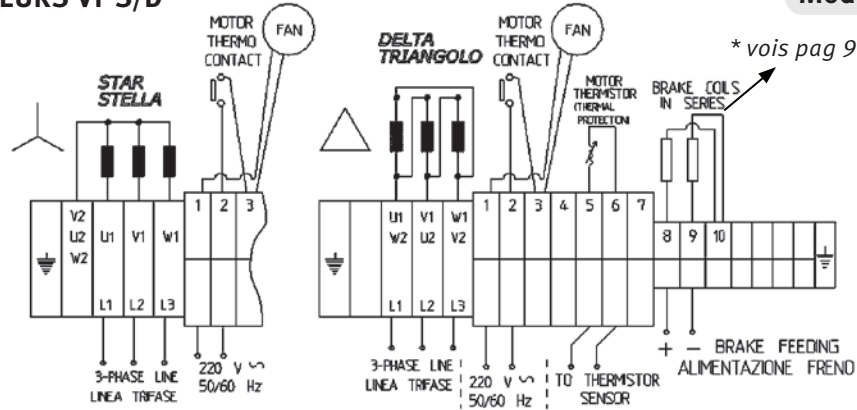 MOTOR
THERMO
CONTACT
FAN
STAR
STELLA
V2
U2
W2
U1
V1
W1
1
2
3
L1
L2
L3
3-PHASE LINE
LINEA TRIFASE
220 V ∿
50/60 Hz
DELTA
TRIANGOLO
MOTOR
THERMO
CONTACT
FAN
* vois pag 9
MOTOR
THERMISTOR
(THERMAL
PROTECTION)
BRAKE COILS
IN SERIES
U1
W2
V1
U2
W1
V2
1
2
3
4
5
6
7
8
9
10
L1
L2
L3
3-PHASE LINE
LINEA TRIFASE
220 V ∿
50/60 Hz
TO THERMISTOR
SENSOR
+ − BRAKE FEEDING
ALIMENTAZIONE FRENO